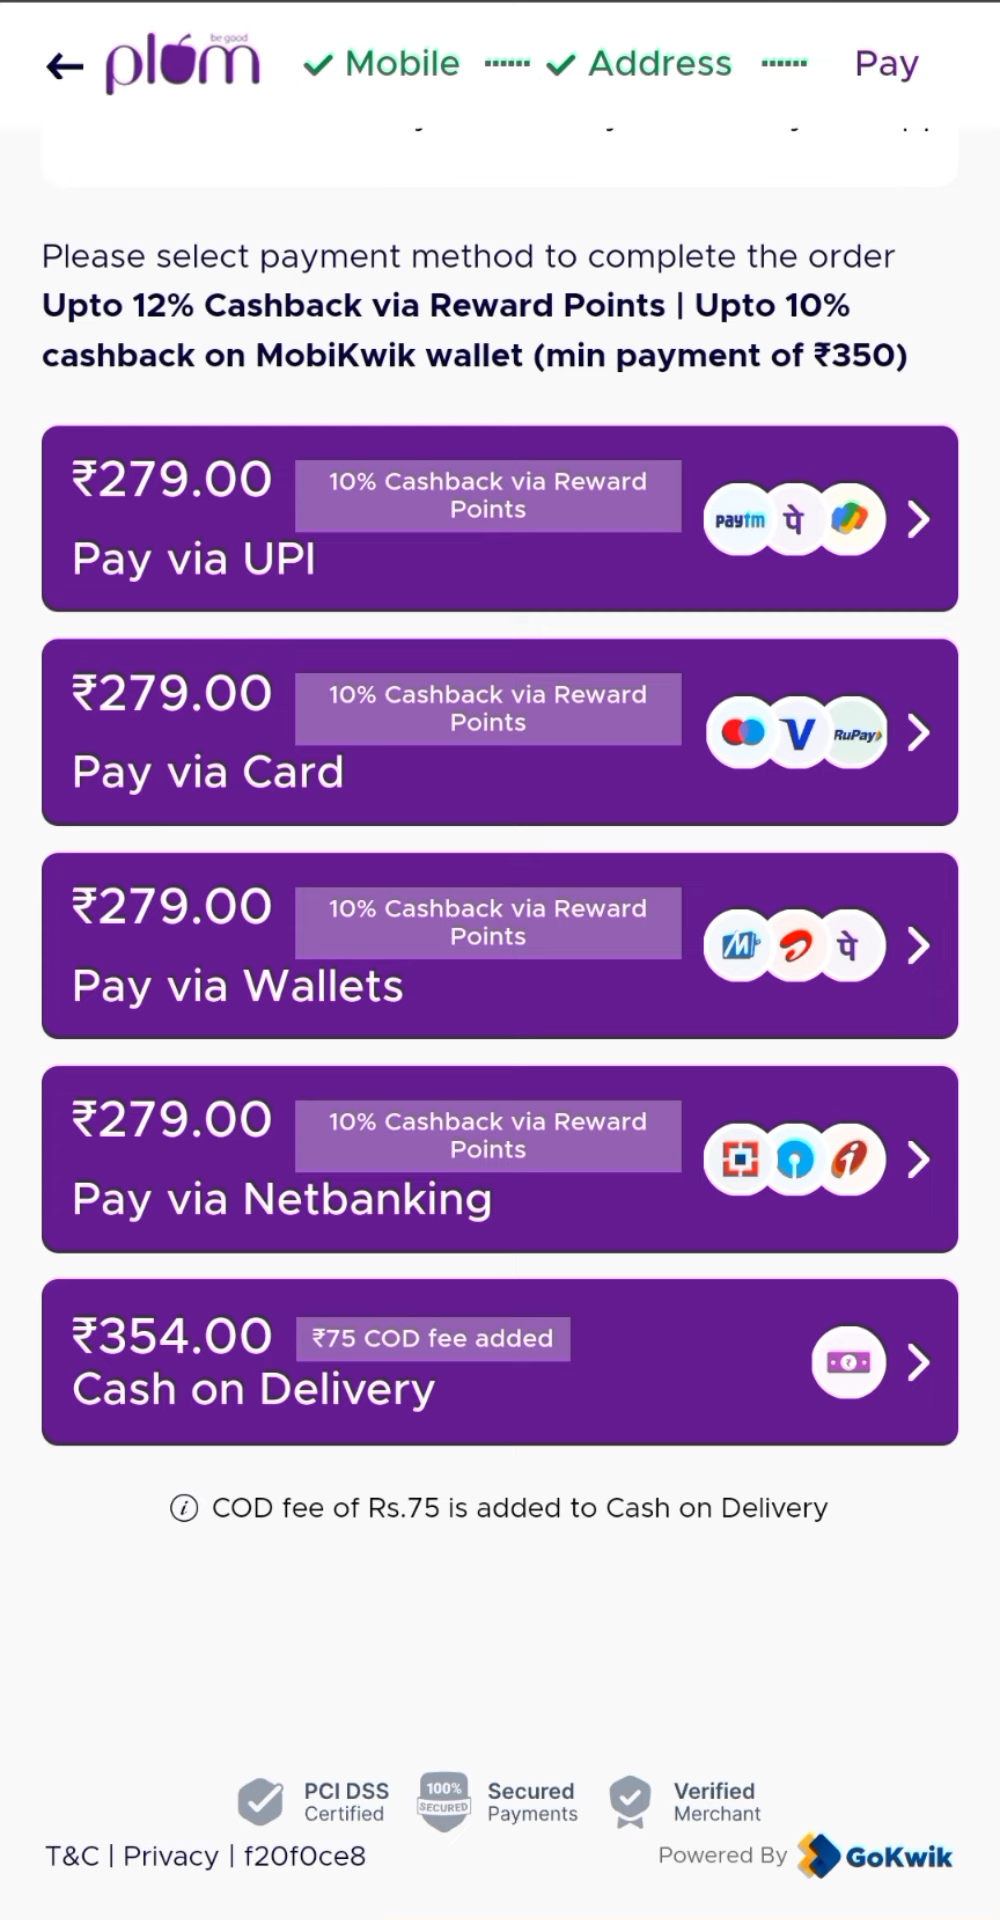 be good
plum
Mobile
Address
Pay
Please select payment method to complete the order
Upto 12% Cashback via Reward Points | Upto 10%
cashback on MobiKwik wallet (min payment of ₹350)
₹279.00
10% Cashback via Reward
Points
Pay via UPI
paytm
पे
₹279.00
10% Cashback via Reward
Points
Pay via Card
V
RuPay
₹279.00
10% Cashback via Reward
Points
Pay via Wallets
M
पे
₹279.00
10% Cashback via Reward
Points
Pay via Netbanking
i
₹354.00
₹75 COD fee added
Cash on Delivery
₹
i COD fee of Rs.75 is added to Cash on Delivery
PCI DSS
Certified
100%
SECURED
Secured
Payments
Verified
Merchant
T&C | Privacy | f20f0ce8
Powered By GoKwik